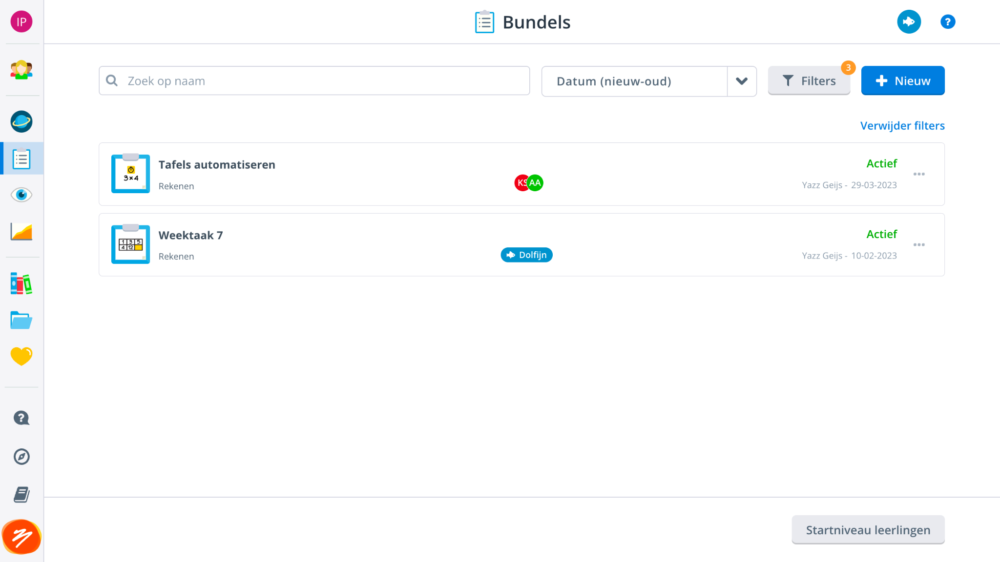 IP
Bundels
?
Zoek op naam
Datum (nieuw-oud)
Filters
3
Nieuw
Verwijder filters
3×4
Tafels automatiseren
Rekenen
KS
AA
Actief
Yazz Geijs - 29-03-2023
1 3 5
4 12
Weektaak 7
Rekenen
Dolfijn
Actief
Yazz Geijs - 10-02-2023
?
Startniveau leerlingen